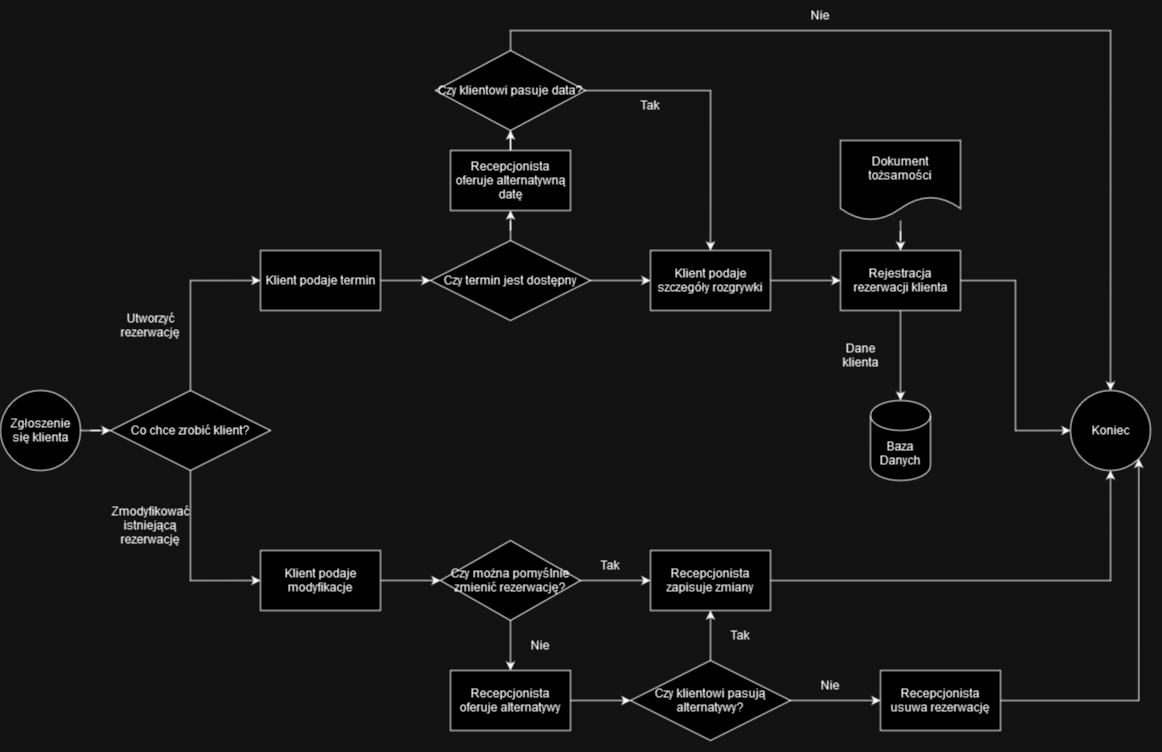 Nie
Czy klientowi pasuje data?
Tak
Recepcjonista
oferuje alternatywną
datę
Dokument
tożsamości
Klient podaje termin
Czy termin jest dostępny
Klient podaje
szczegóły rozgrywki
Rejestracja
rezerwacji klienta
Utworzyć
rezerwację
Dane
klienta
Zgłoszenie
się klienta
Co chce zrobić klient?
Baza
Danych
Koniec
Zmodyfikować
istniejącą
rezerwację
Klient podaje
modyfikacje
Czy można pomyślnie
zmienić rezerwację?
Tak
Recepcjonista
zapisuje zmiany
Nie
Tak
Recepcjonista
oferuje alternatywy
Czy klientowi pasują
alternatywy?
Nie
Recepcjonista
usuwa rezerwację